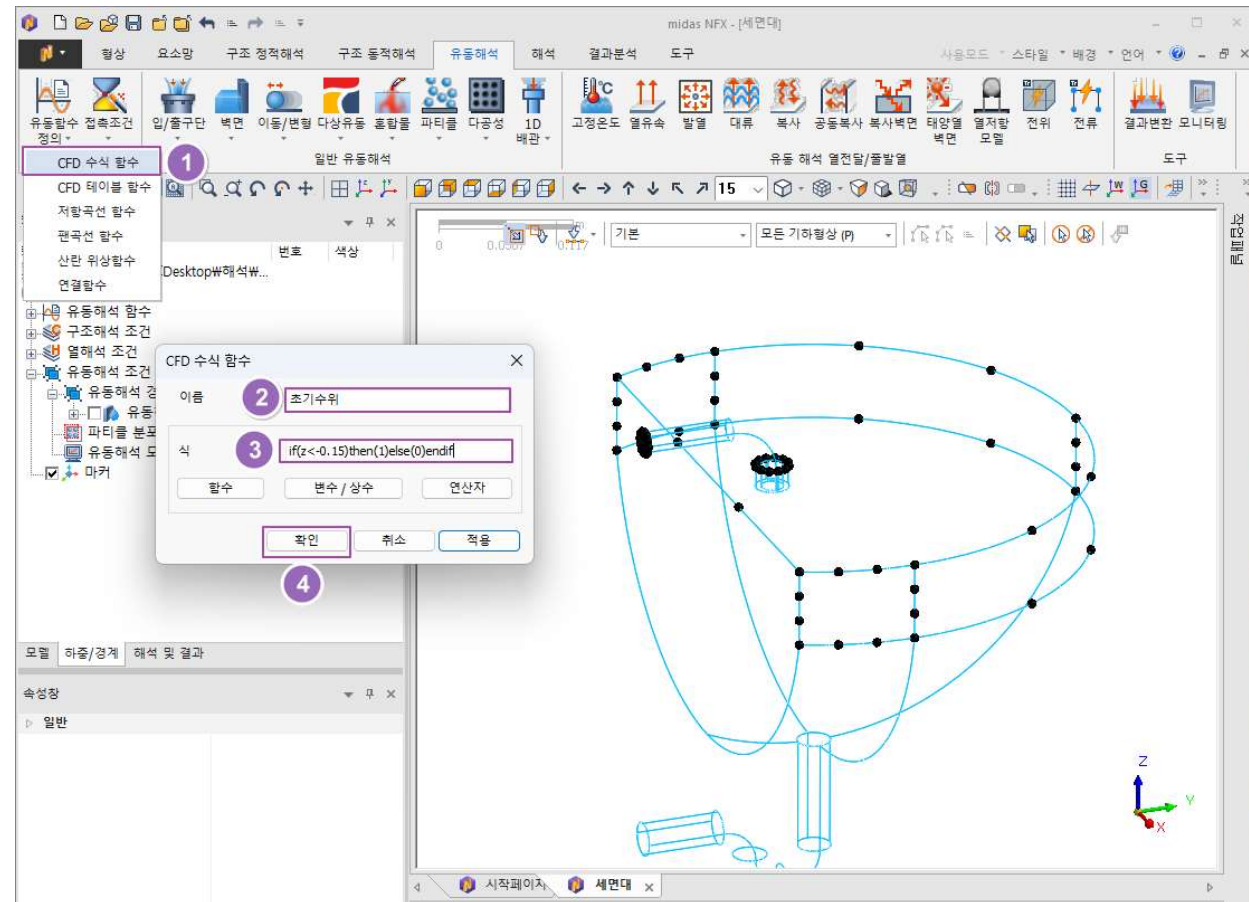 midas NFX - [세면대]
형상 요소망 구조 정적해석 구조 동적해석 유동해석 해석 결과분석 도구 사용모드 스타일 배경 언어
유동함수 접촉조건 입/출구단 벽면 이동/변형 다상유동 혼합물 파티클 다공성 1D 고정온도 열유속 발열 대류 복사 공동복사 복사벽면 태양열 열저항 전위 전류 결과변환 모니터링
정의 배관 벽면 모델
일반 유동해석 유동 해석 열전달/줄발열 도구
CFD 수식 함수
1
CFD 테이블 함수
저항곡선 함수
팬곡선 함수
산란 위상함수
연결함수
15
번호 색상
Desktop₩해석₩...
0 0.0587 0.117
기본 모든 기하형상 (P)
작업패널
유동해석 함수
구조해석 조건
열해석 조건
유동해석 조건
유동해석 경
유동
파티클 분포
유동해석 모
마커
CFD 수식 함수
이름 2 초기수위
식 3 if(z<-0.15)then(1)else(0)endif
함수 변수 / 상수 연산자
확인 취소 적용
4
모델 하중/경계 해석 및 결과
속성창
일반
Z
Y
X
시작페이지 세면대